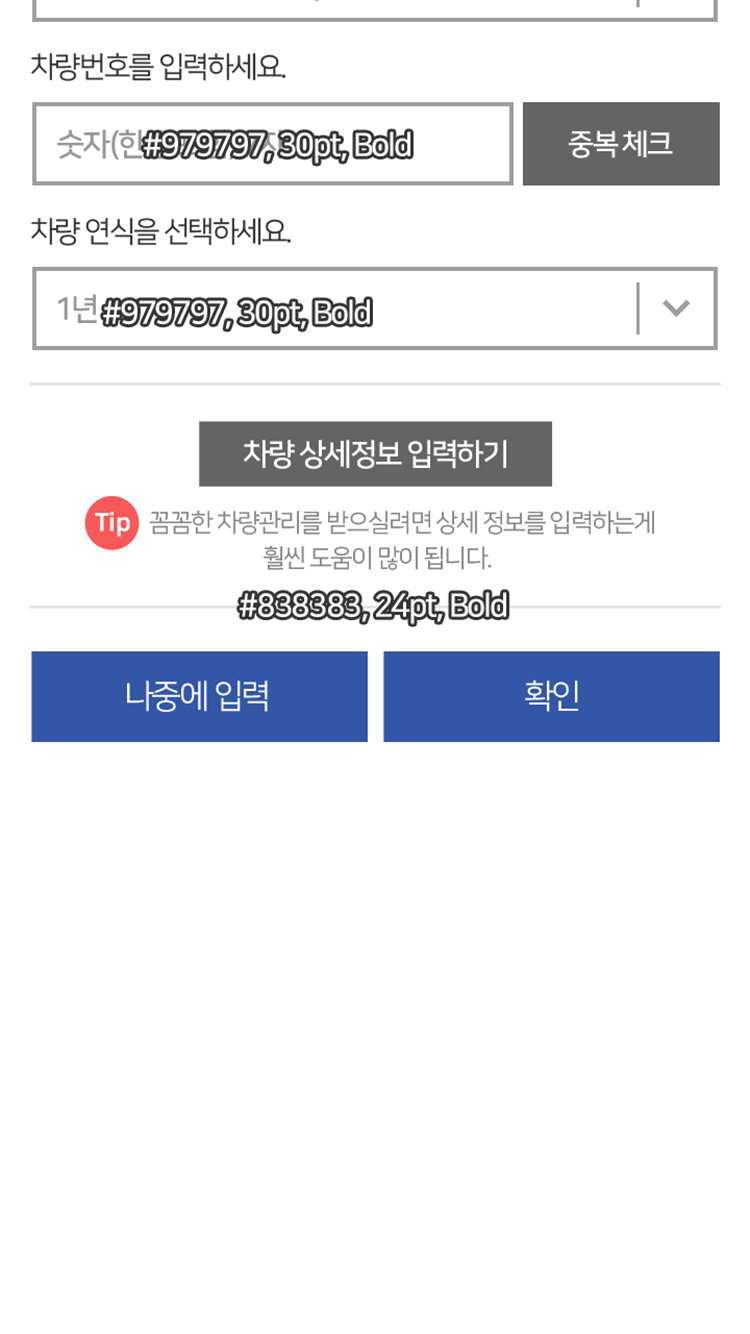 차량번호를 입력하세요.
숫자(한 #979797, 30pt, Bold
중복 체크
차량 연식을 선택하세요.
1년 #979797, 30pt, Bold
차량 상세정보 입력하기
Tip 꼼꼼한 차량관리를 받으실려면 상세 정보를 입력하는게
훨씬 도움이 많이 됩니다.
#838383, 24pt, Bold
나중에 입력
확인